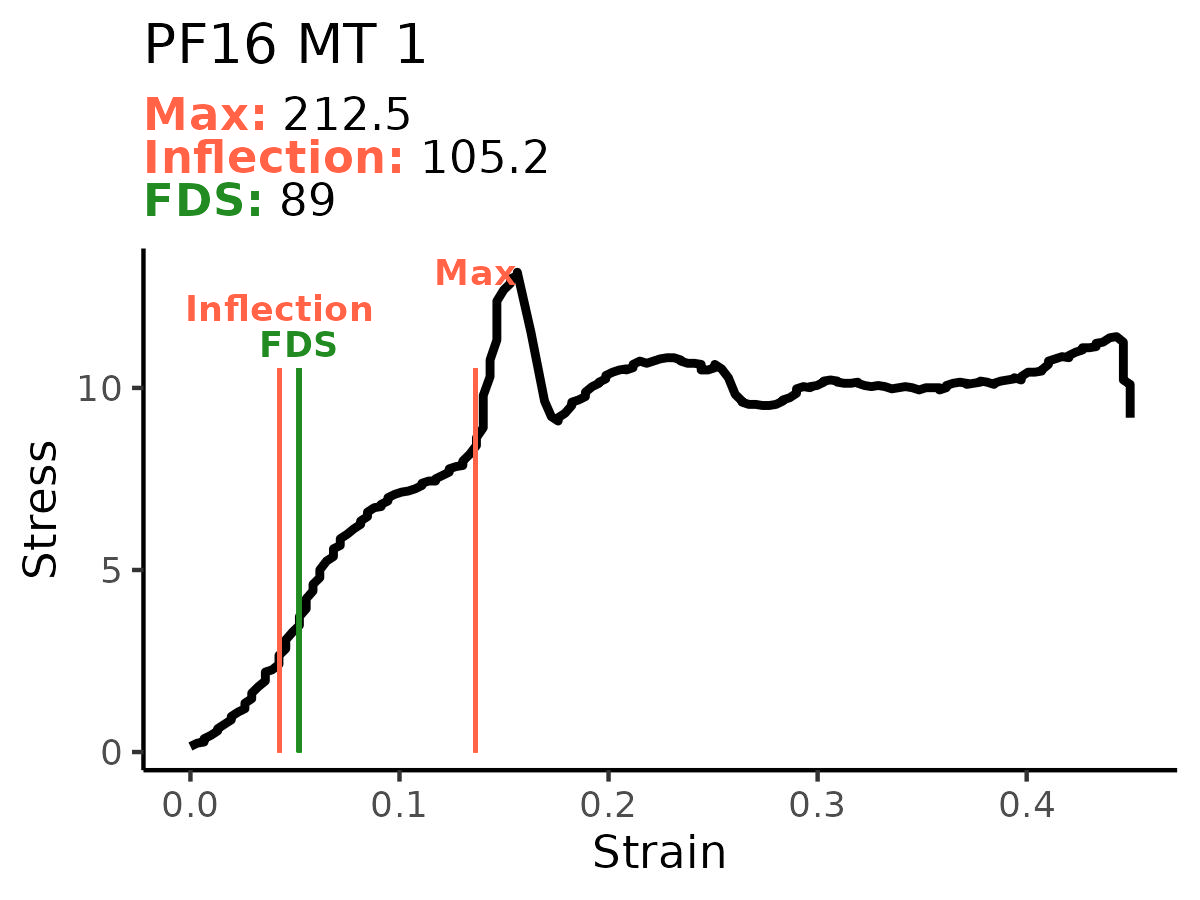 PF16 MT 1
Max: 212.5
Inflection: 105.2
FDS: 89
Max
Inflection
FDS
10
5
0
Stress
0.0 0.1 0.2 0.3 0.4
Strain